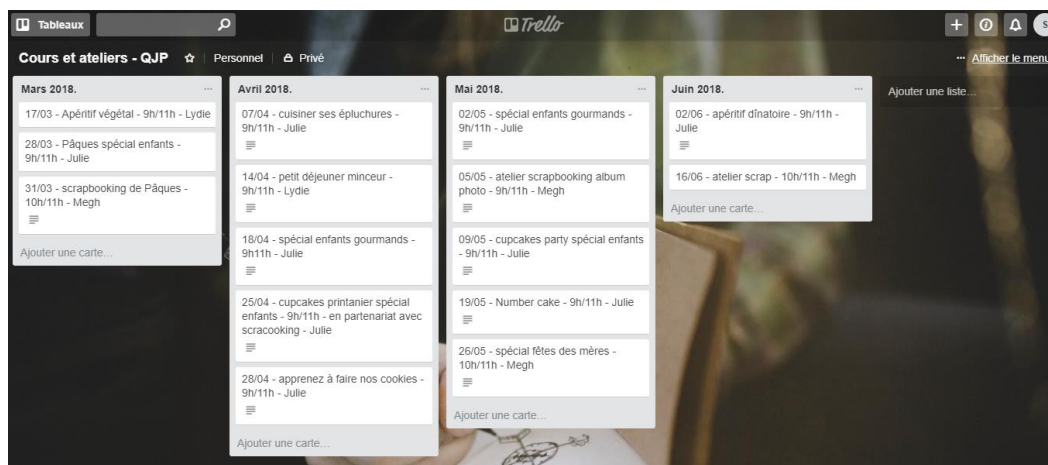 Tableaux
Trello
S
Cours et ateliers - QJP
Personnel
Privé
... Afficher le menu
Mars 2018. ...
17/03 - Apéritif végétal - 9h/11h - Lydie
28/03 - Pâques spécial enfants -
9h/11h - Julie
31/03 - scrapbooking de Pâques -
10h/11h - Megh
Ajouter une carte...
Avril 2018. ...
07/04 - cuisiner ses épluchures -
9h/11h - Julie
14/04 - petit déjeuner minceur -
9h/11h - Lydie
18/04 - spécial enfants gourmands -
9h11h - Julie
25/04 - cupcakes printanier spécial
enfants - 9h/11h - en partenariat avec
scracooking - Julie
28/04 - apprenez à faire nos cookies -
9h/11h - Julie
Ajouter une carte...
Mai 2018. ...
02/05 - spécial enfants gourmands -
9h/11h - Julie
05/05 - atelier scrapbooking album
photo - 9h/11h - Megh
09/05 - cupcakes party spécial enfants
- 9h/11h - Julie
19/05 - Number cake - 9h/11h - Julie
26/05 - spécial fêtes des mères -
10h/11h - Megh
Ajouter une carte...
Juin 2018. ...
02/06 - apéritif dînatoire - 9h/11h -
Julie
16/06 - atelier scrap - 10h/11h - Megh
Ajouter une carte...
Ajouter une liste...